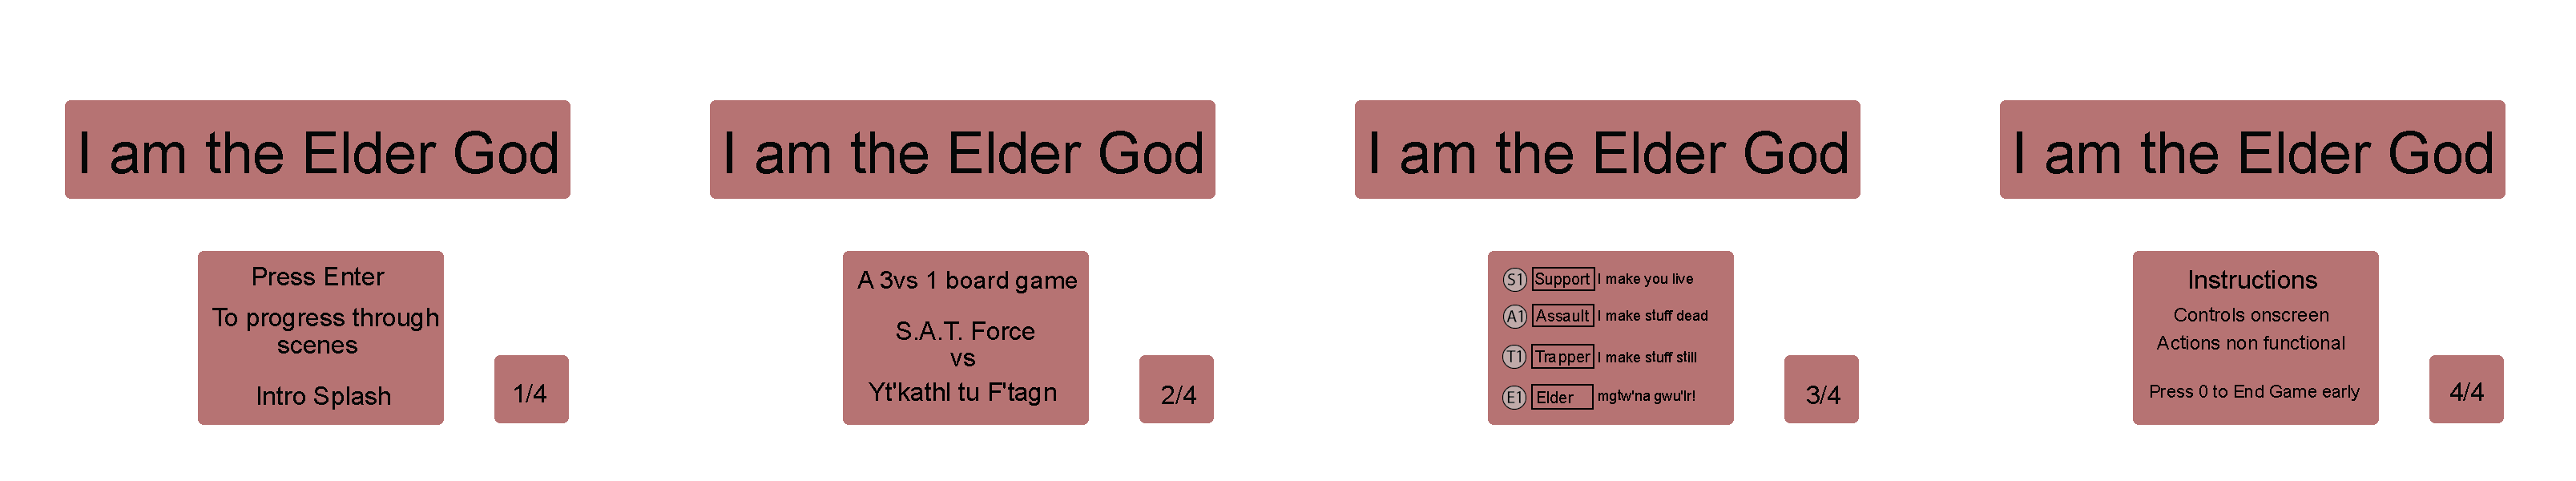 I am the Elder God
Press Enter
To progress through
scenes
Intro Splash
1/4
I am the Elder God
A 3vs 1 board game
S.A.T. Force
vs
Yt'kathl tu F'tagn
2/4
I am the Elder God
S1 Support I make you live
A1 Assault I make stuff dead
T1 Trapper I make stuff still
E1 Elder mgtw'na gwu'lr!
3/4
I am the Elder God
Instructions
Controls onscreen
Actions non functional
Press 0 to End Game early
4/4